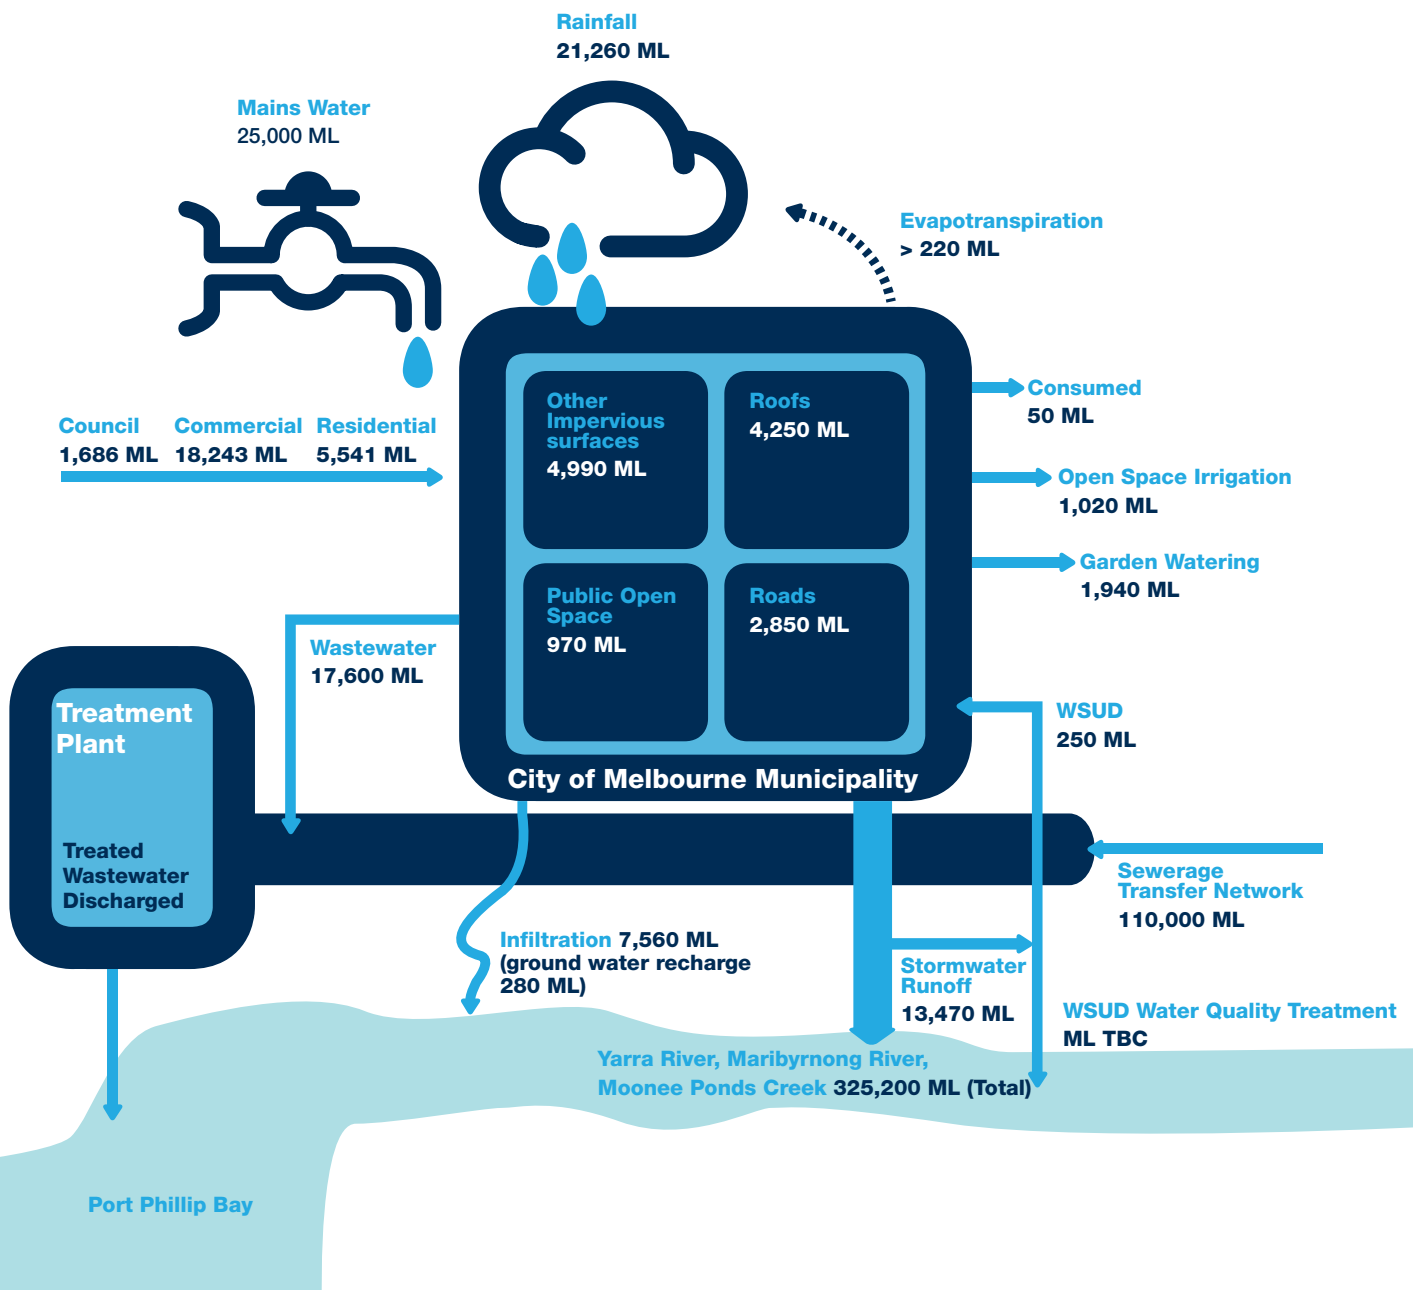 Rainfall
21,260 ML
Mains Water
25,000 ML
Evapotranspiration
> 220 ML
Council
1,686 ML
Commercial
18,243 ML
Residential
5,541 ML
Other
Impervious
surfaces
4,990 ML
Roofs
4,250 ML
Public Open
Space
970 ML
Roads
2,850 ML
City of Melbourne Municipality
Consumed
50 ML
Open Space Irrigation
1,020 ML
Garden Watering
1,940 ML
Wastewater
17,600 ML
WSUD
250 ML
Treatment
Plant
Treated
Wastewater
Discharged
Sewerage
Transfer Network
110,000 ML
Infiltration 7,560 ML
(ground water recharge
280 ML)
Stormwater
Runoff
13,470 ML
WSUD Water Quality Treatment
ML TBC
Yarra River, Maribyrnong River,
Moonee Ponds Creek 325,200 ML (Total)
Port Phillip Bay